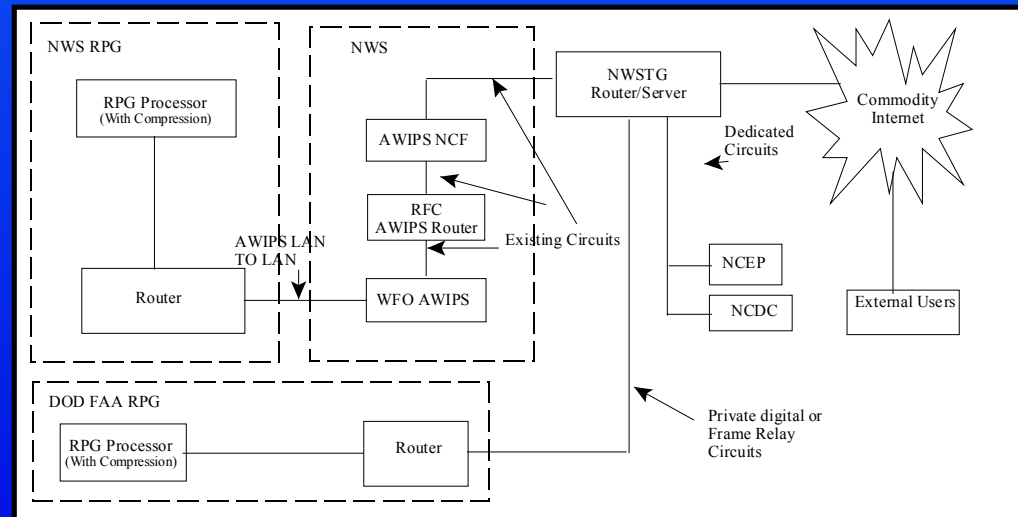 NWS RPG
RPG Processor
(With Compression)
Router
AWIPS LAN
TO LAN
NWS
AWIPS NCF
RFC
AWIPS Router
WFO AWIPS
Existing Circuits
NWSTG
Router/Server
Dedicated
Circuits
NCEP
NCDC
Commodity
Internet
External Users
DOD FAA RPG
RPG Processor
(With Compression)
Router
Private digital or
Frame Relay
Circuits